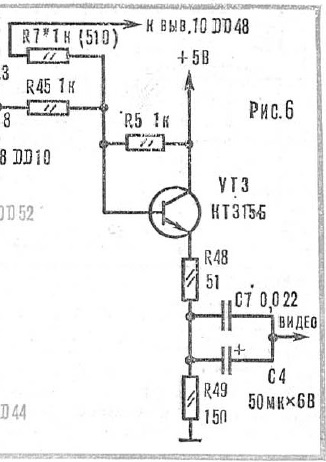 К ВЫВ.10 DD48
R7* 1к (510)
+5В
3
R45 1к
Рис.6
8
R5 1к
8 DD10
VT3
КТ315Б
DD52
R48
51
C7 0,022
ВИДЕО
C4
50мк×6В
R49
150
D44